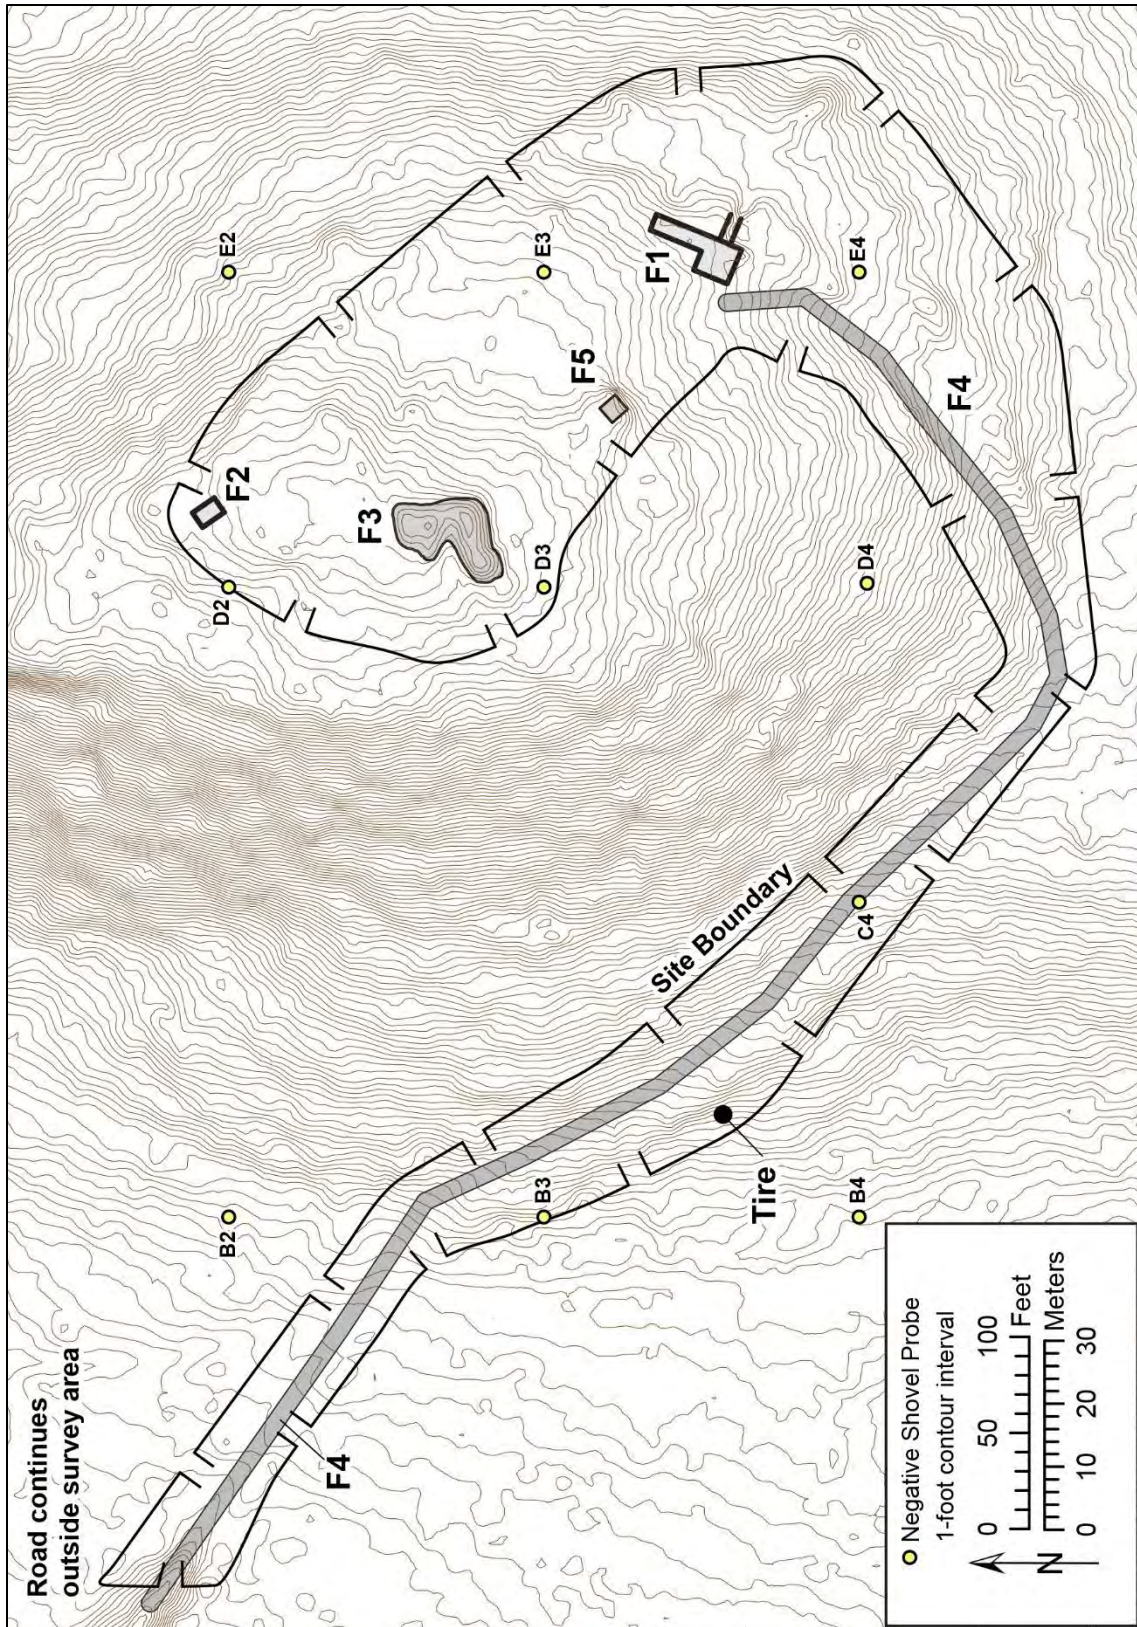 Road continues
outside survey area
F4
B2
B3
B4
Tire
Site Boundary
C4
D2
F2
F3
D3
D4
F5
F4
E2
E3
F1
E4
Negative Shovel Probe
1-foot contour interval
0 50 100
Feet
Meters
0 10 20 30
N